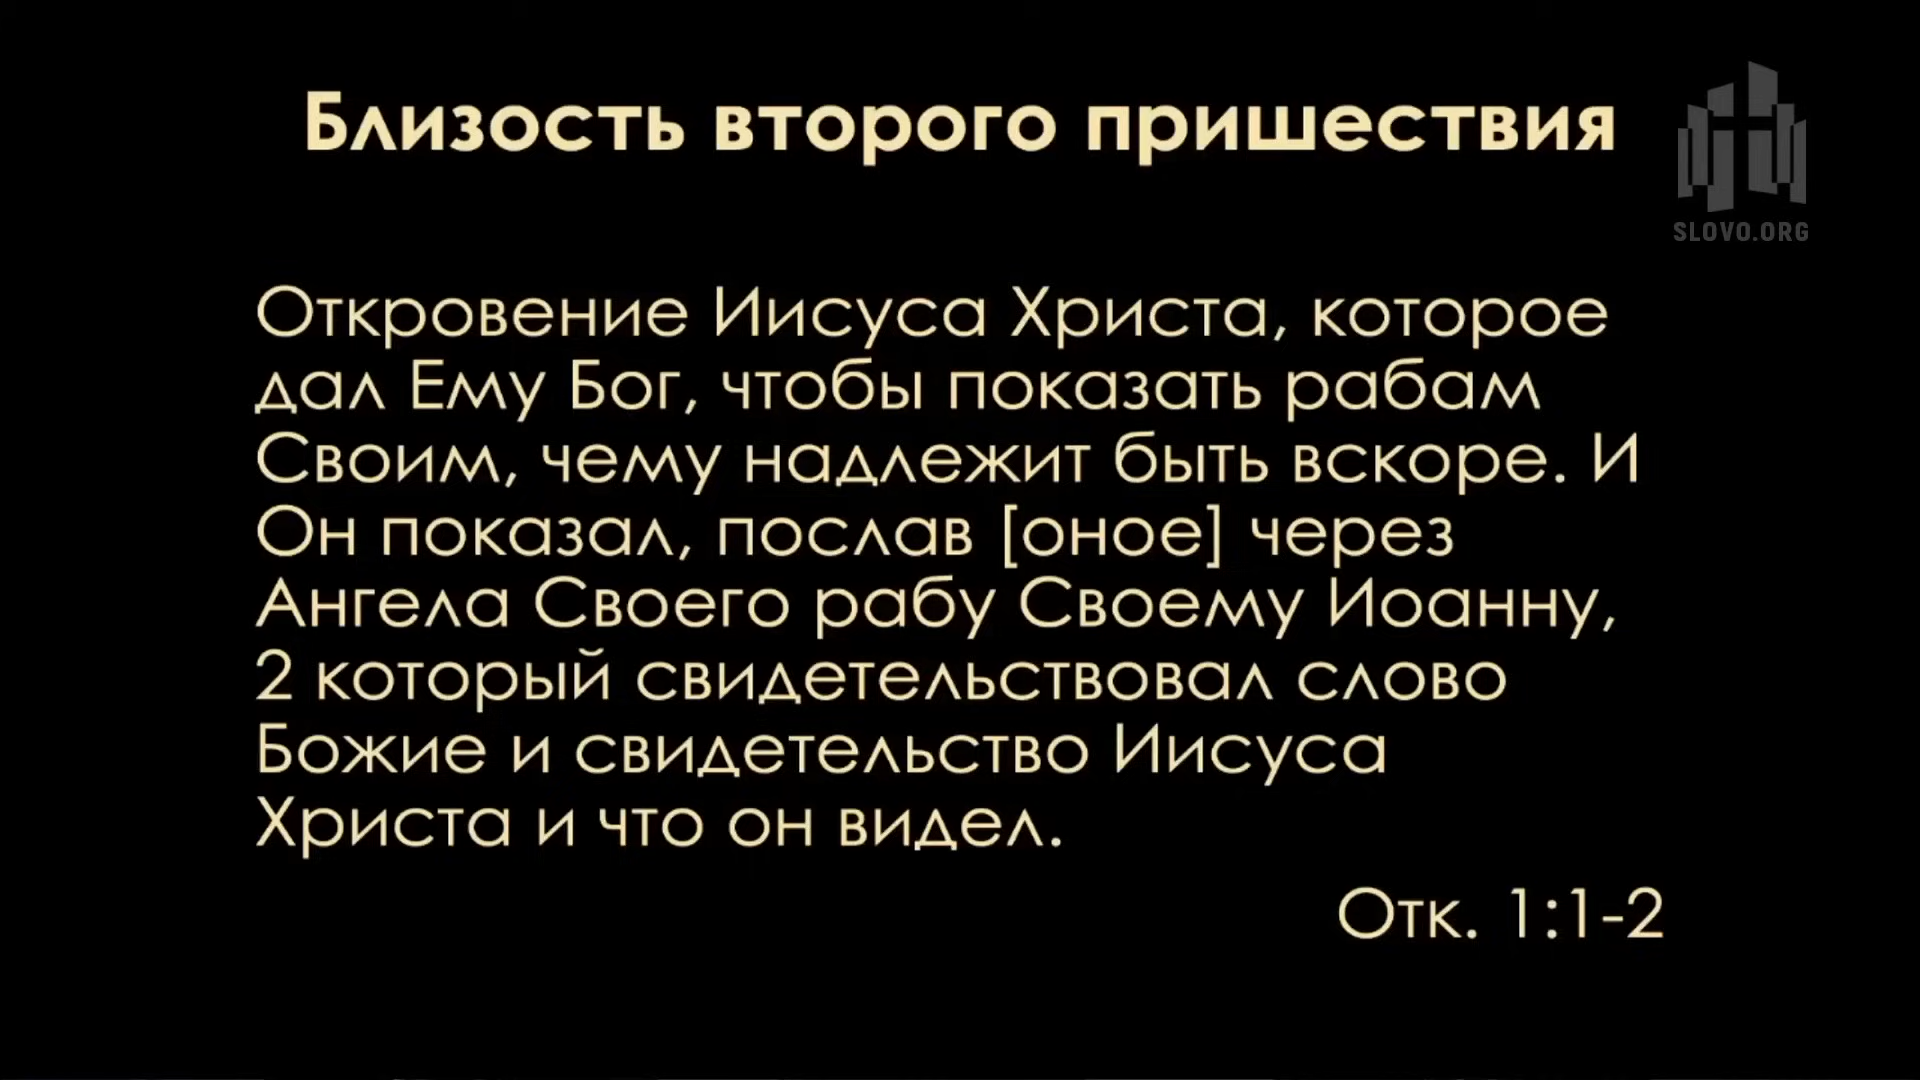 Близость второго пришествия
SLOVO.ORG
Откровение Иисуса Христа, которое
дал Ему Бог, чтобы показать рабам
Своим, чему надлежит быть вскоре. И
Он показал, послав [оное] через
Ангела Своего рабу Своему Иоанну,
2 который свидетельствовал слово
Божие и свидетельство Иисуса
Христа и что он видел.
Отк. 1:1-2